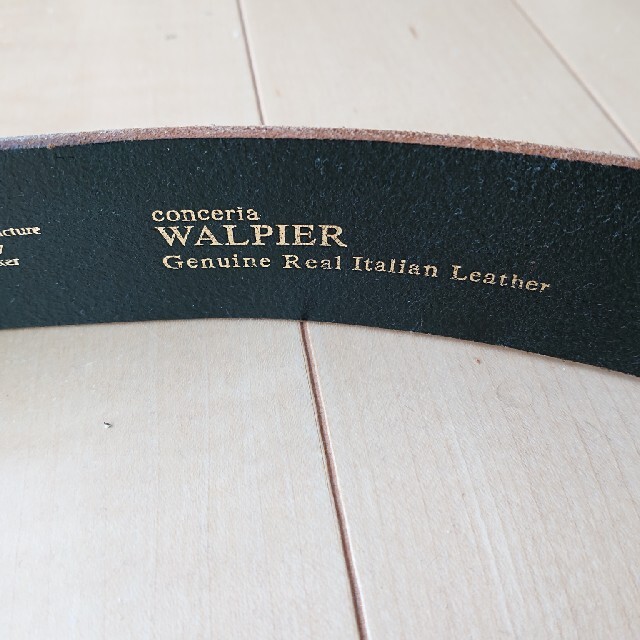 conceria
WALPIER
Genuine Real Italian Leather